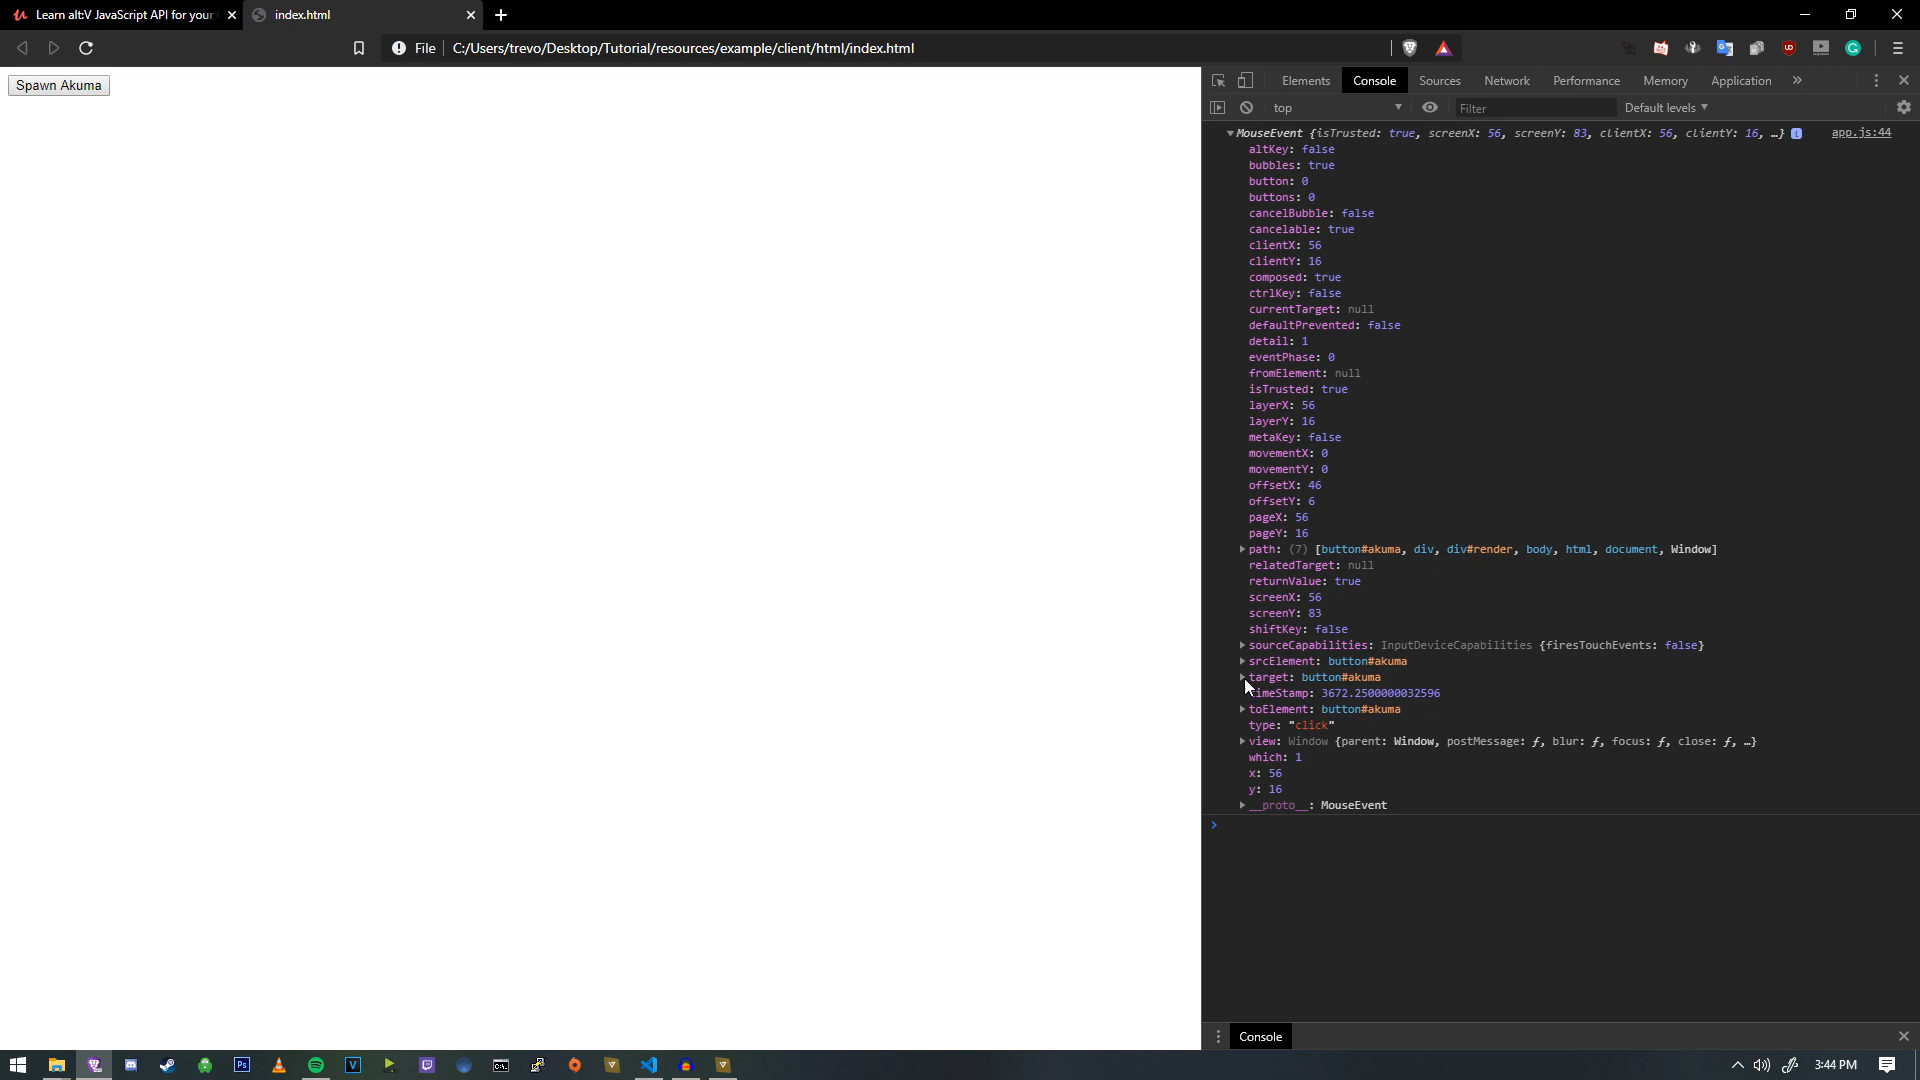 Learn alt:V JavaScript API for your
index.html
File
C:/Users/trevo/Desktop/Tutorial/resources/example/client/html/index.html
Spawn Akuma
Elements Console Sources Network Performance Memory Application »
top Filter Default levels
MouseEvent {isTrusted: true, screenX: 56, screenY: 83, clientX: 56, clientY: 16, …} i app.js:44
altKey: false
bubbles: true
button: 0
buttons: 0
cancelBubble: false
cancelable: true
clientX: 56
clientY: 16
composed: true
ctrlKey: false
currentTarget: null
defaultPrevented: false
detail: 1
eventPhase: 0
fromElement: null
isTrusted: true
layerX: 56
layerY: 16
metaKey: false
movementX: 0
movementY: 0
offsetX: 46
offsetY: 6
pageX: 56
pageY: 16
path: (7) [button#akuma, div, div#render, body, html, document, Window]
relatedTarget: null
returnValue: true
screenX: 56
screenY: 83
shiftKey: false
sourceCapabilities: InputDeviceCapabilities {firesTouchEvents: false}
srcElement: button#akuma
target: button#akuma
timeStamp: 3672.2500000032596
toElement: button#akuma
type: "click"
view: Window {parent: Window, postMessage: ƒ, blur: ƒ, focus: ƒ, close: ƒ, …}
which: 1
x: 56
y: 16
__proto__: MouseEvent
Console
3:44 PM